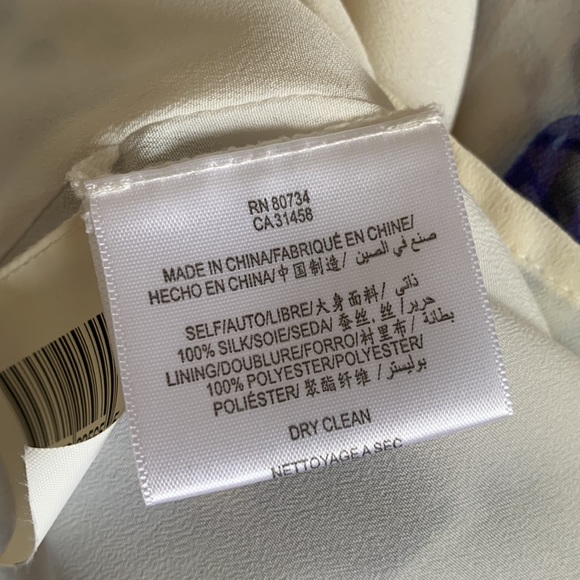 RN 80734
CA 31458
MADE IN CHINA/FABRIQUÉ EN CHINE/
HECHO EN CHINA/中国制造/ صنع في الصين/
SELF/AUTO/LIBRE/大身面料/ ذاتي/
100% SILK/SOIE/SEDA/ 蚕丝, 丝/ حرير/
LINING/DOUBLURE/FORRO/衬里布/ بطانة/
100% POLYESTER/POLYESTER/
POLIÉSTER/ 聚酯纤维 / بوليستر/
DRY CLEAN
NETTOYAGE A SEC